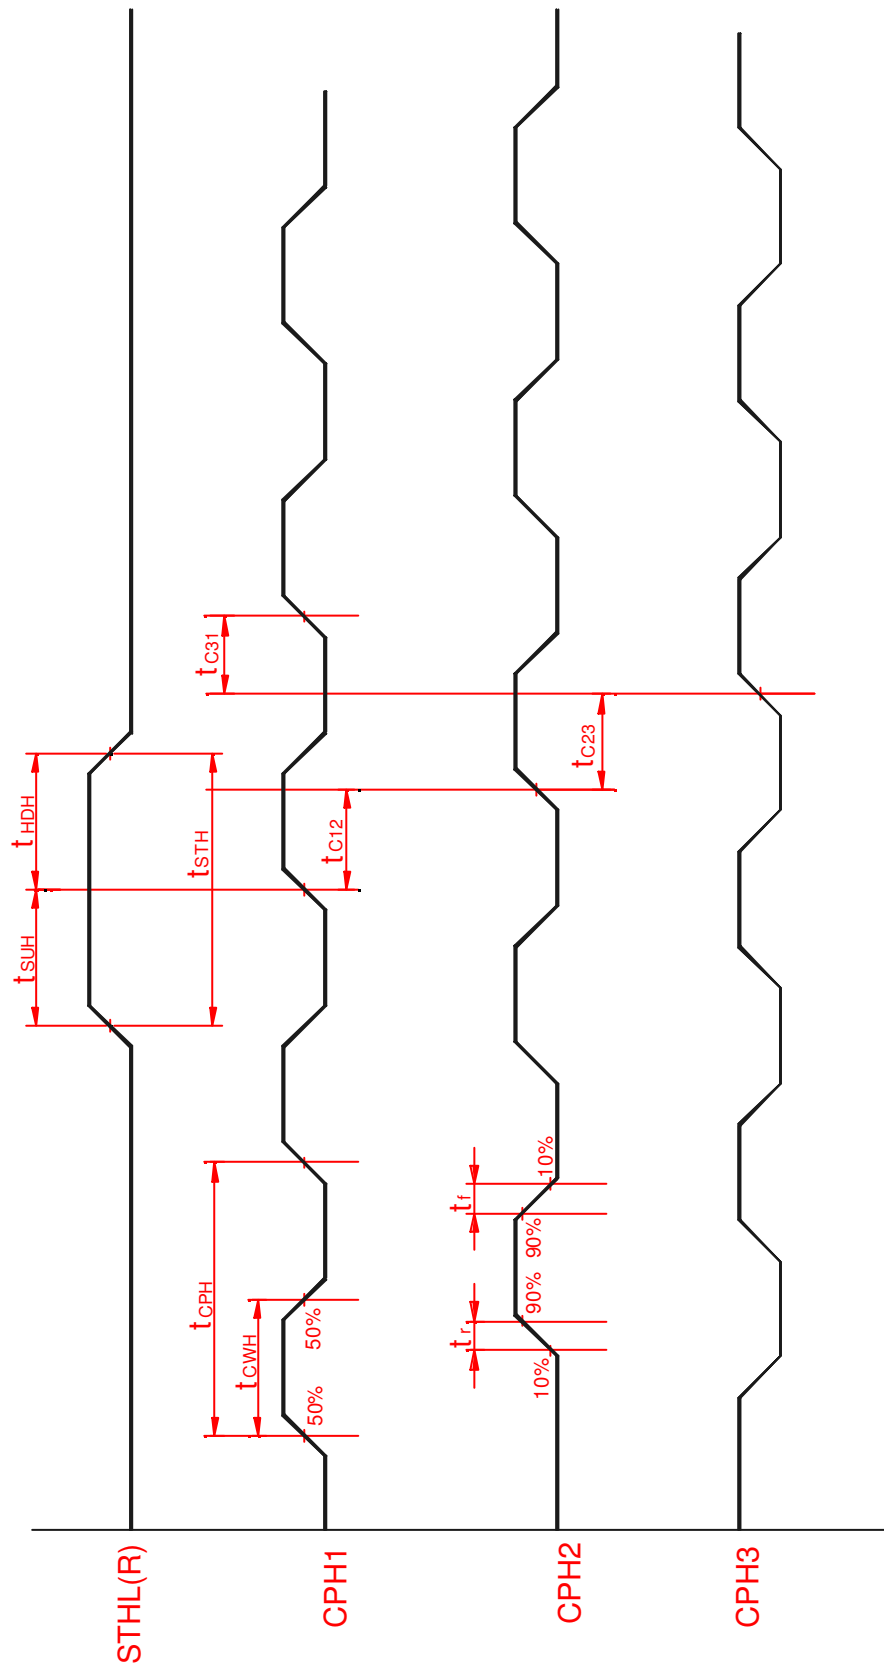 STHL(R)
tSUH
tHDH
tSTH
CPH1
tCPH
tCWH
50%
50%
tC12
tC31
CPH2
tr
10%
90%
tf
90%
10%
tC23
CPH3